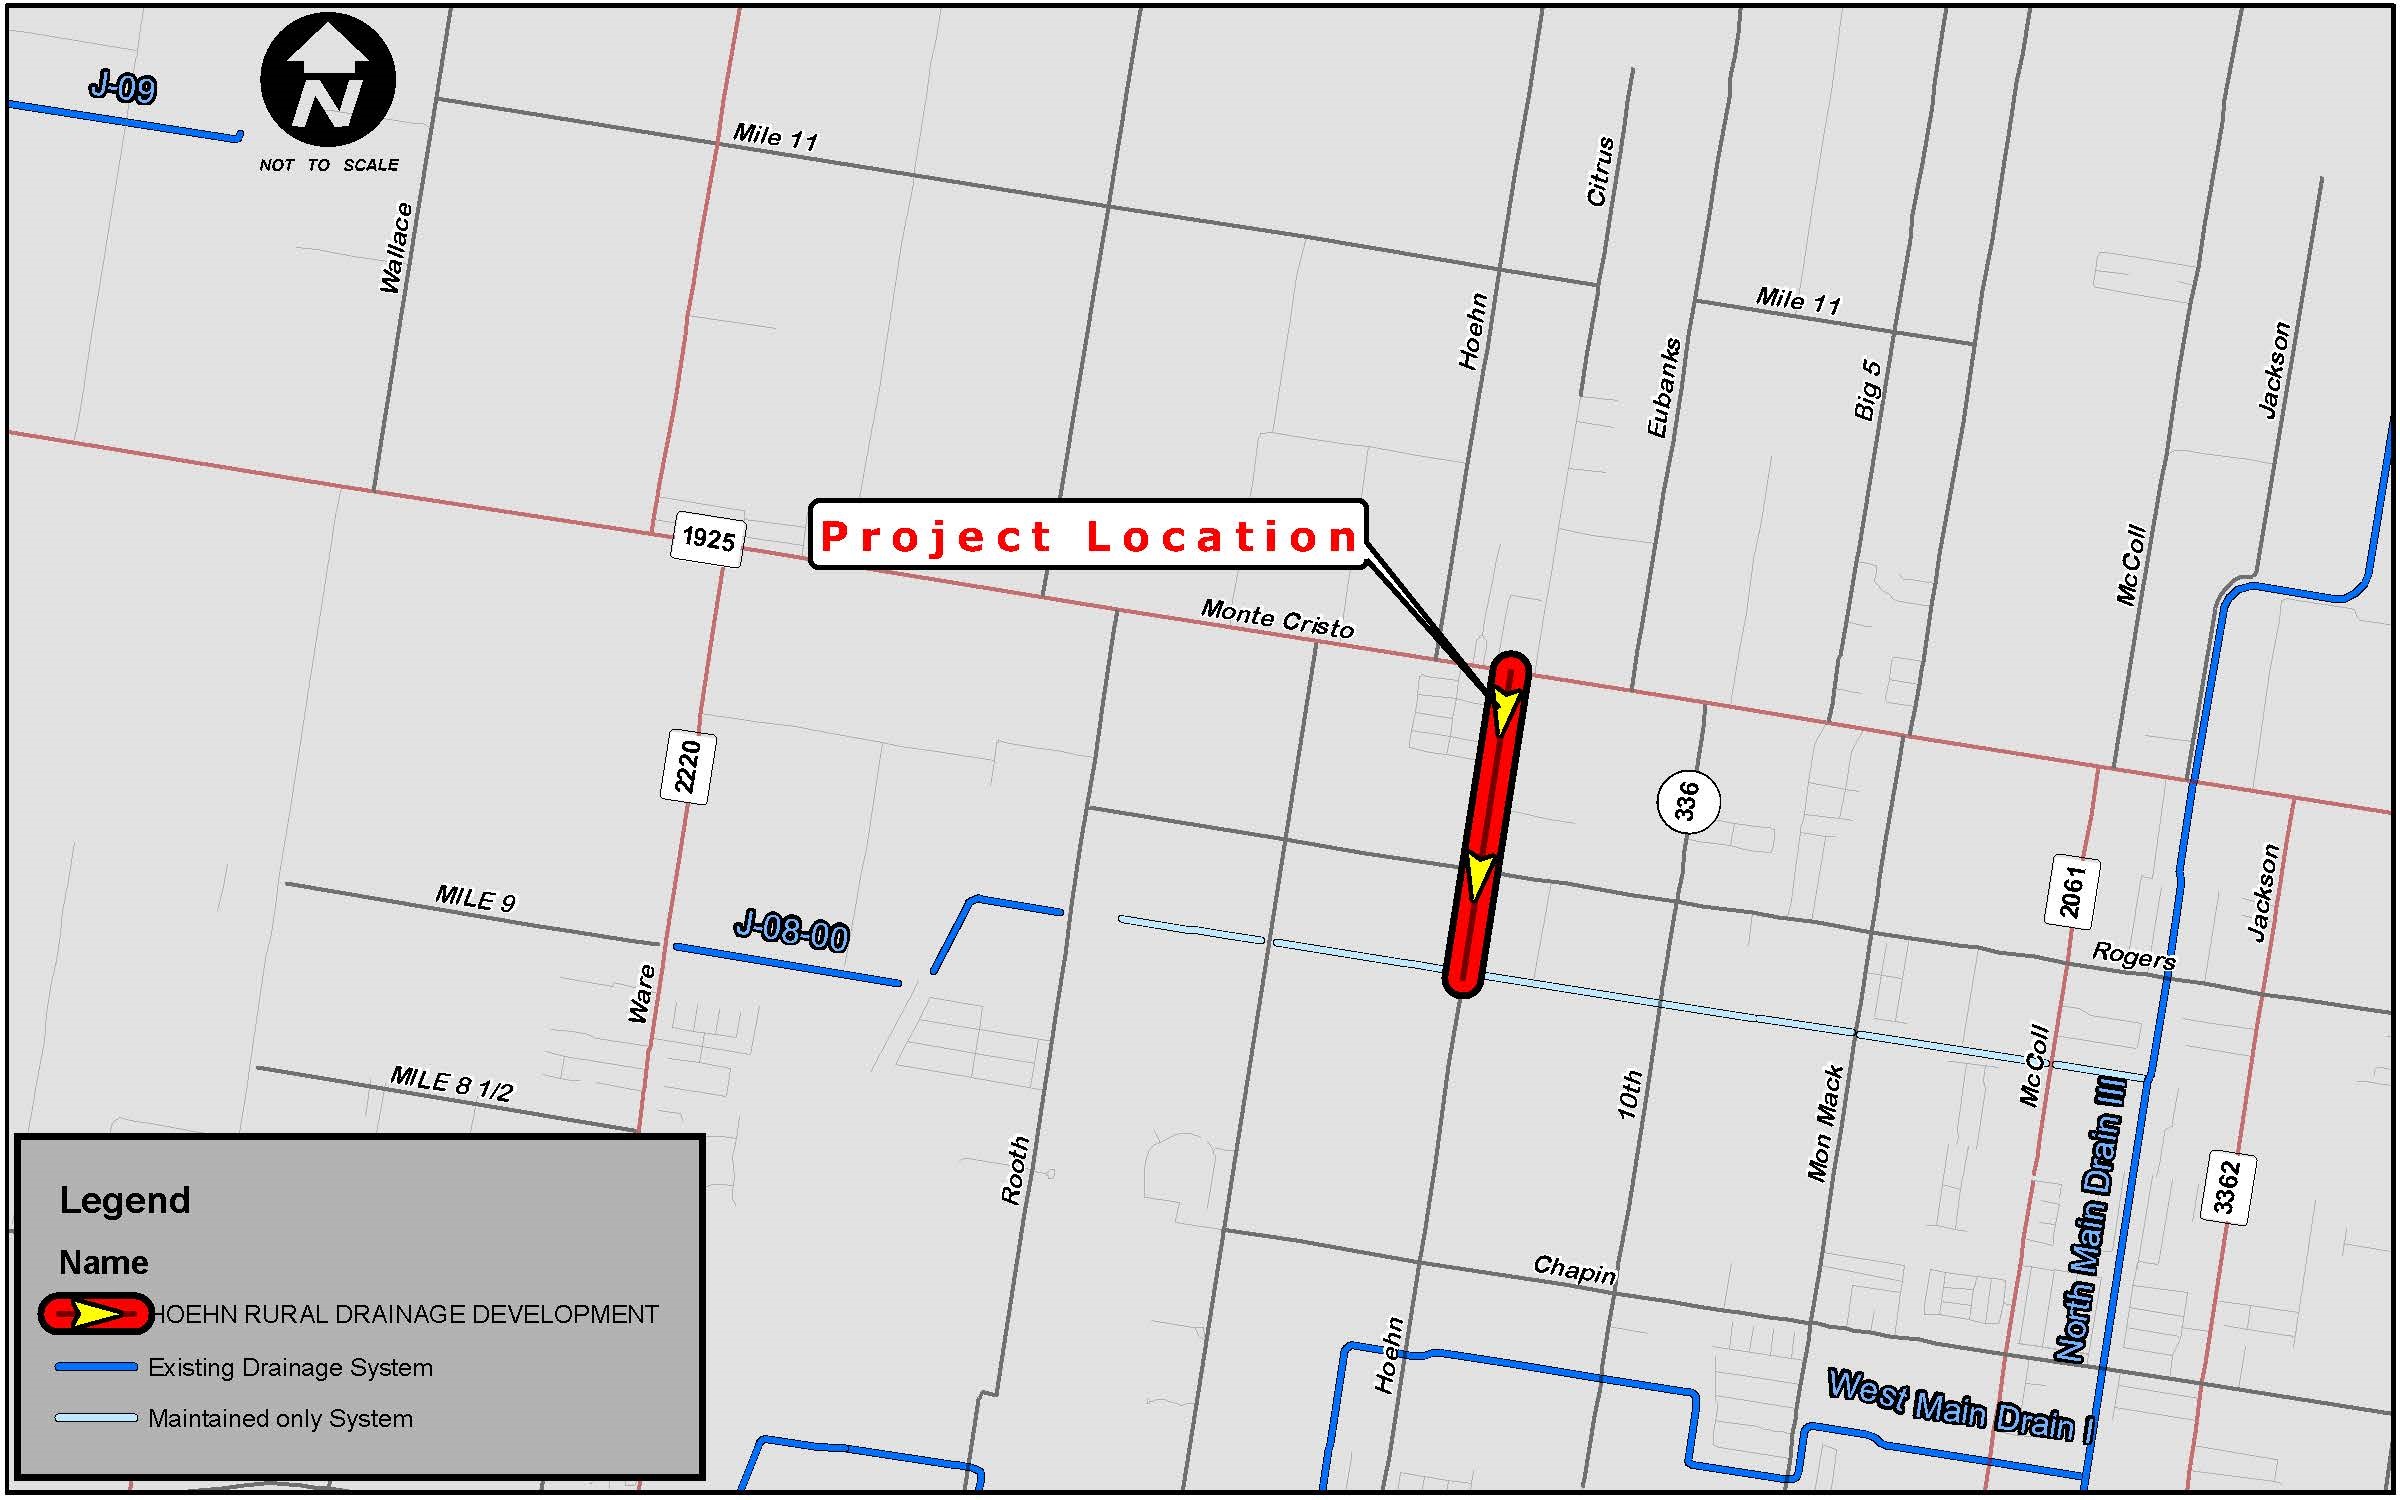 J-09
N
NOT TO SCALE
Mile 11
Citrus
Wallace
Hoehn
Mile 11
Eubanks
Big 5
Jackson
1925
Project Location
McColl
Monte Cristo
2220
336
2061
Jackson
MILE 9
J-08-00
Rogers
Ware
McColl
MILE 8 1/2
10th
Mon Mack
Rooth
North Main Drain III
3362
Chapin
Hoehn
West Main Drain I
Legend
Name
HOEHN RURAL DRAINAGE DEVELOPMENT
Existing Drainage System
Maintained only System